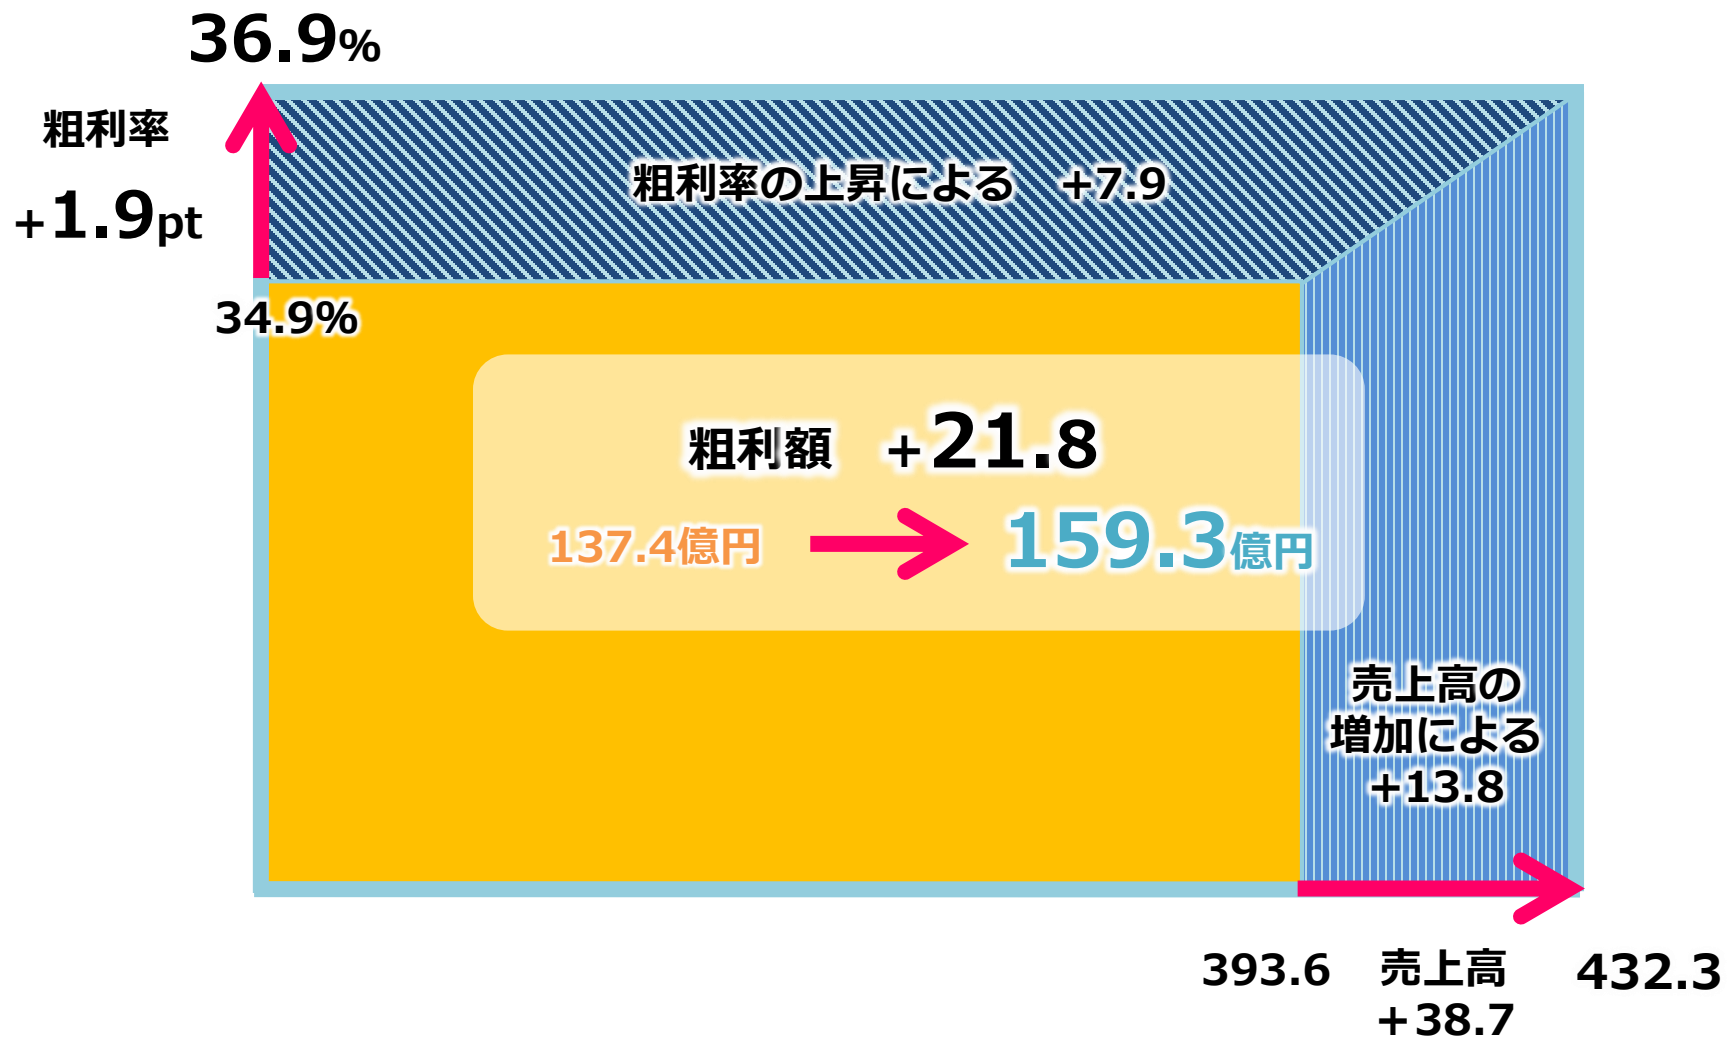 36.9%
粗利率
+1.9pt
粗利率の上昇による　+7.9
34.9%
粗利額　+21.8
137.4億円
159.3億円
売上高の
増加による
+13.8
393.6
売上高
+38.7
432.3